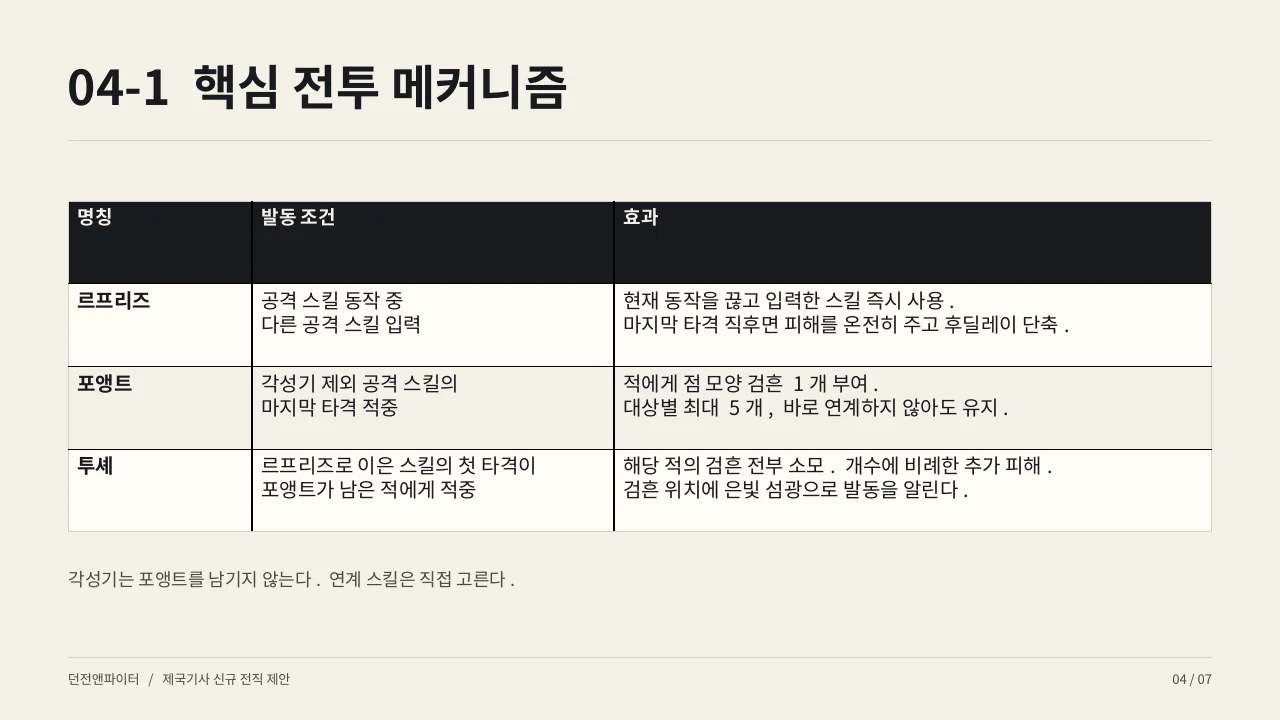 04-1 핵심 전투 메커니즘
명칭
발동 조건
효과
르프리즈
공격 스킬 동작 중
다른 공격 스킬 입력
현재 동작을 끊고 입력한 스킬 즉시 사용 .
마지막 타격 직후면 피해를 온전히 주고 후딜레이 단축 .
포앵트
각성기 제외 공격 스킬의
마지막 타격 적중
적에게 점 모양 검흔 1 개 부여 .
대상별 최대 5 개 , 바로 연계하지 않아도 유지 .
투셰
르프리즈로 이은 스킬의 첫 타격이
포앵트가 남은 적에게 적중
해당 적의 검흔 전부 소모 . 개수에 비례한 추가 피해 .
검흔 위치에 은빛 섬광으로 발동을 알린다 .
각성기는 포앵트를 남기지 않는다 . 연계 스킬은 직접 고른다 .
던전앤파이터 / 제국기사 신규 전직 제안
04 / 07